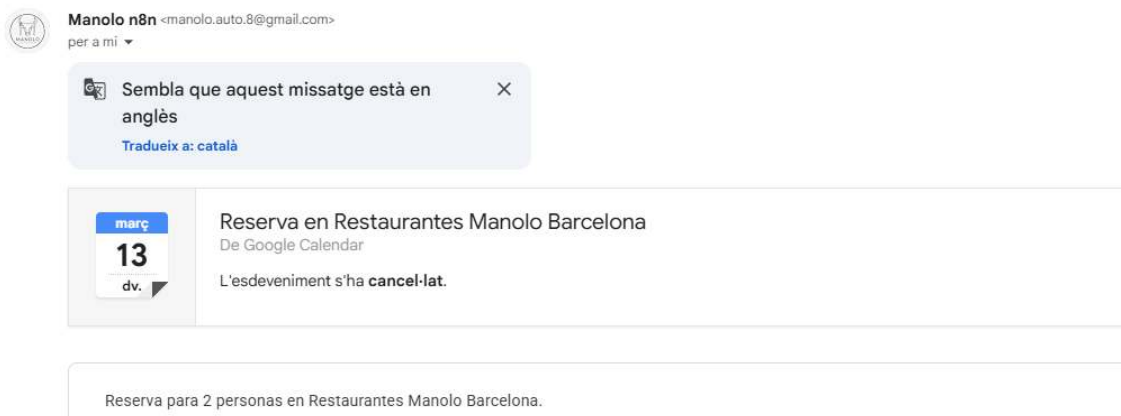 Manolo n8n <manolo.auto.8@gmail.com>
per a mi
Sembla que aquest missatge està en
anglès
Tradueix a: català
març
13
dv.
Reserva en Restaurantes Manolo Barcelona
De Google Calendar
L'esdeveniment s'ha cancel·lat.
Reserva para 2 personas en Restaurantes Manolo Barcelona.